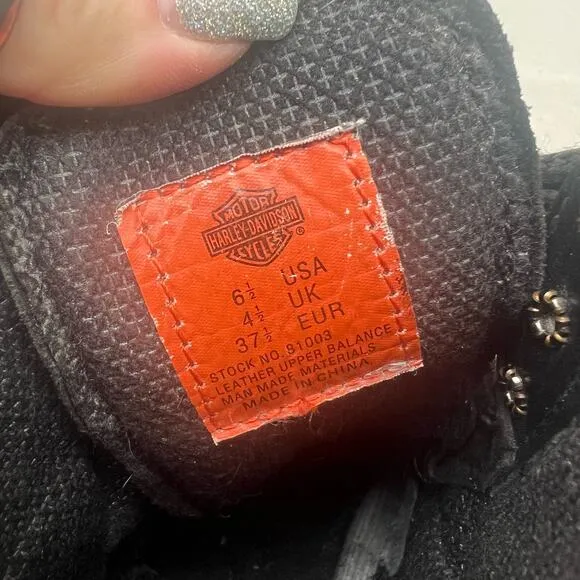 MOTOR
HARLEY-DAVIDSON
CYCLES
®
6½ USA
4½ UK
37½ EUR
STOCK NO. 81003
LEATHER UPPER BALANCE
MAN MADE MATERIALS
MADE IN CHINA